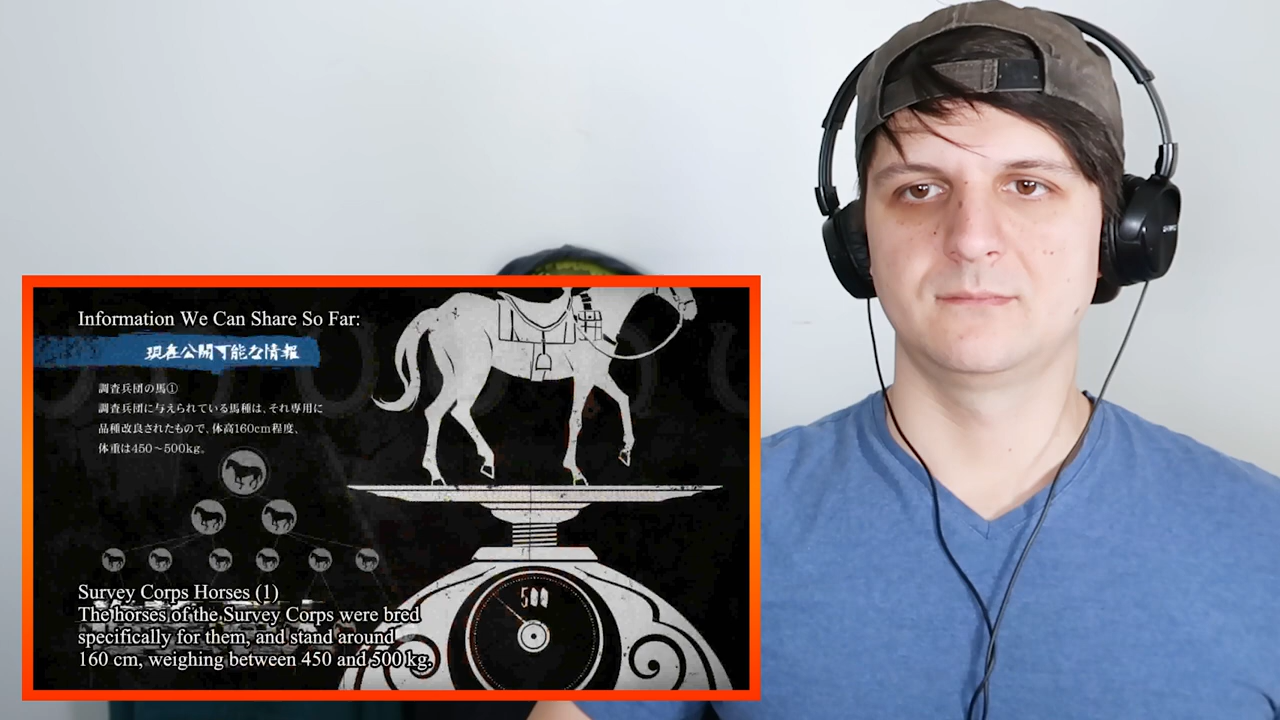 Information We Can Share So Far:
現在公開可能な情報
調査兵団の馬①
調査兵団に与えられている馬種は、それ専用に
品種改良されたもので、体高160cm程度、
体重は450～500kg。
500
Survey Corps Horses (1)
The horses of the Survey Corps were bred
specifically for them, and stand around
160 cm, weighing between 450 and 500 kg.